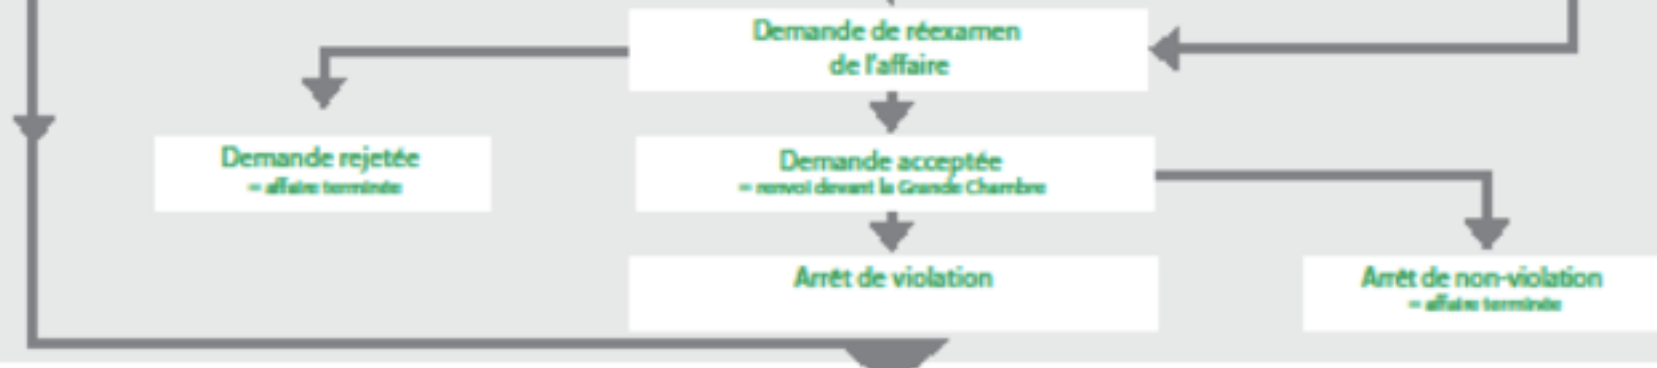 Demande de réexamen
de l'affaire
Demande rejetée
= affaire terminée
Demande acceptée
= renvoi devant la Grande Chambre
Arrêt de violation
Arrêt de non-violation
= affaire terminée